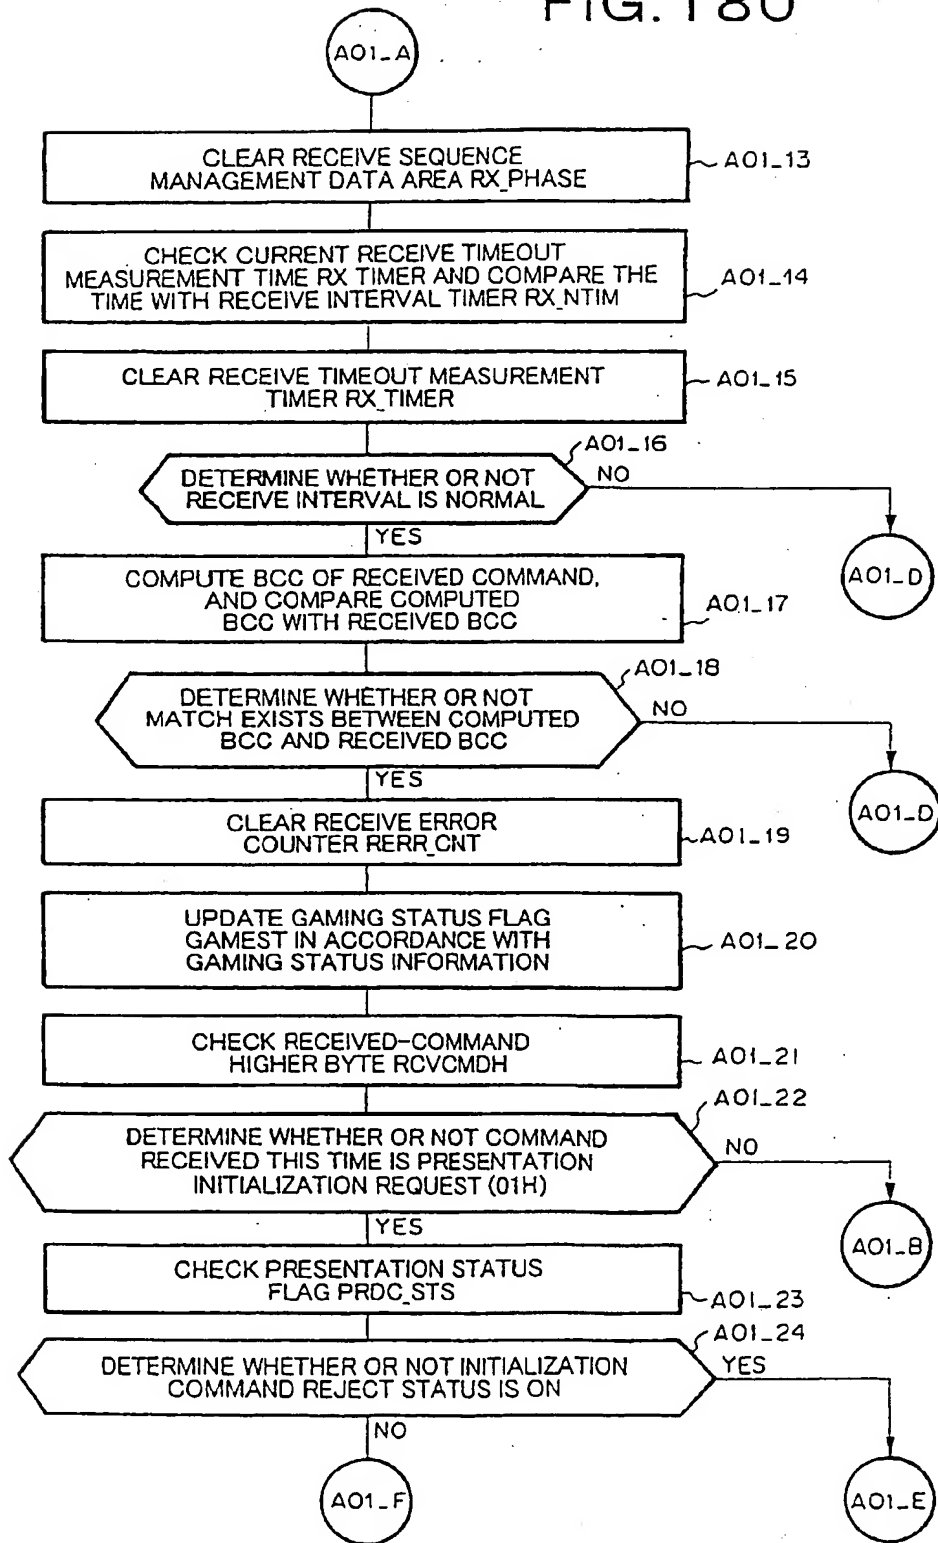 FIG. 180
A01_A
CLEAR RECEIVE SEQUENCE
MANAGEMENT DATA AREA RX_PHASE
A01_13
CHECK CURRENT RECEIVE TIMEOUT
MEASUREMENT TIME RX TIMER AND COMPARE THE
TIME WITH RECEIVE INTERVAL TIMER RX_NTIM
A01_14
CLEAR RECEIVE TIMEOUT MEASUREMENT
TIMER RX_TIMER
A01_15
A01_16
DETERMINE WHETHER OR NOT
RECEIVE INTERVAL IS NORMAL
NO
YES
A01_D
COMPUTE BCC OF RECEIVED COMMAND,
AND COMPARE COMPUTED
BCC WITH RECEIVED BCC
A01_17
A01_18
DETERMINE WHETHER OR NOT
MATCH EXISTS BETWEEN COMPUTED
BCC AND RECEIVED BCC
NO
YES
A01_D
CLEAR RECEIVE ERROR
COUNTER RERR_CNT
A01_19
UPDATE GAMING STATUS FLAG
GAMEST IN ACCORDANCE WITH
GAMING STATUS INFORMATION
A01_20
CHECK RECEIVED-COMMAND
HIGHER BYTE RCVCMDH
A01_21
A01_22
DETERMINE WHETHER OR NOT COMMAND
RECEIVED THIS TIME IS PRESENTATION
INITIALIZATION REQUEST (01H)
NO
YES
A01_B
CHECK PRESENTATION STATUS
FLAG PRDC_STS
A01_23
A01_24
DETERMINE WHETHER OR NOT INITIALIZATION
COMMAND REJECT STATUS IS ON
YES
NO
A01_F
A01_E